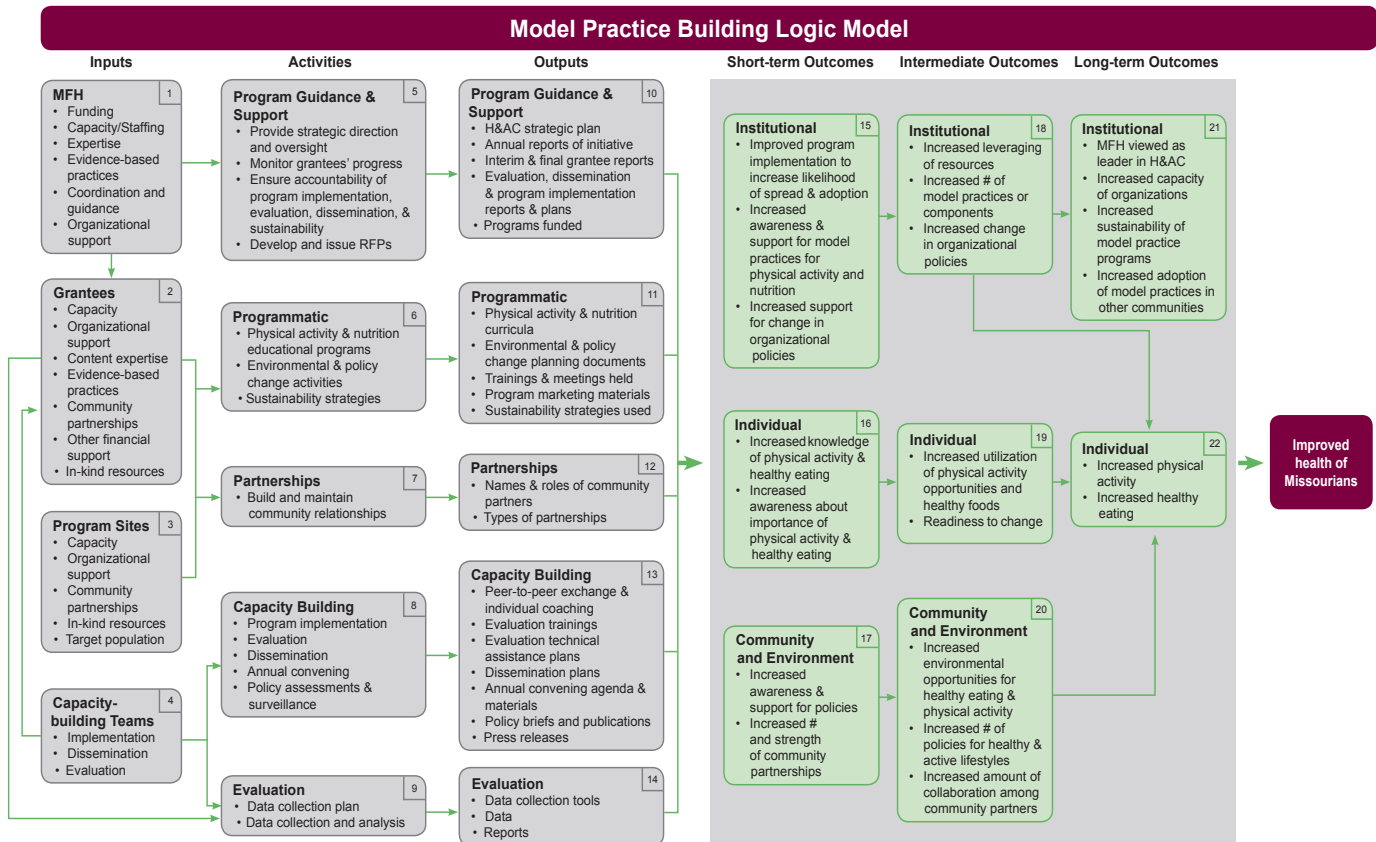 Model Practice Building Logic Model
Inputs
Activities
Outputs
Short-term Outcomes
Intermediate Outcomes
Long-term Outcomes
MFH
1
• Funding
• Capacity/Staffing
• Expertise
• Evidence-based
practices
• Coordination and
guidance
• Organizational
support
Grantees
2
• Capacity
• Organizational
support
• Content expertise
• Evidence-based
practices
• Community
partnerships
• Other financial
support
• In-kind resources
Program Sites
3
• Capacity
• Organizational
support
• Community
partnerships
• In-kind resources
• Target population
Capacity-
building Teams
4
• Implementation
• Dissemination
• Evaluation
Program Guidance &
Support
5
• Provide strategic direction
and oversight
• Monitor grantees' progress
• Ensure accountability of
program implementation,
evaluation, dissemination, &
sustainability
• Develop and issue RFPs
Programmatic
6
• Physical activity & nutrition
educational programs
• Environmental & policy
change activities
• Sustainability strategies
Partnerships
7
• Build and maintain
community relationships
Capacity Building
8
• Program implementation
• Evaluation
• Dissemination
• Annual convening
• Policy assessments &
surveillance
Evaluation
9
• Data collection plan
• Data collection and analysis
Program Guidance &
Support
10
• H&AC strategic plan
• Annual reports of initiative
• Interim & final grantee reports
• Evaluation, dissemination
& program implementation
reports & plans
• Programs funded
Programmatic
11
• Physical activity & nutrition
curricula
• Environmental & policy
change planning documents
• Trainings & meetings held
• Program marketing materials
• Sustainability strategies used
Partnerships
12
• Names & roles of community
partners
• Types of partnerships
Capacity Building
13
• Peer-to-peer exchange &
individual coaching
• Evaluation trainings
• Evaluation technical
assistance plans
• Dissemination plans
• Annual convening agenda &
materials
• Policy briefs and publications
• Press releases
Evaluation
14
• Data collection tools
• Data
• Reports
Institutional
15
• Improved program
implementation to
increase likelihood
of spread & adoption
• Increased
awareness &
support for model
practices for
physical activity and
nutrition
• Increased support
for change in
organizational
policies
Individual
16
• Increased knowledge
of physical activity &
healthy eating
• Increased
awareness about
importance of
physical activity &
healthy eating
Community
and Environment
17
• Increased
awareness &
support for policies
• Increased #
and strength
of community
partnerships
Institutional
18
• Increased leveraging
of resources
• Increased # of
model practices or
components
• Increased change
in organizational
policies
Individual
19
• Increased utilization
of physical activity
opportunities and
healthy foods
• Readiness to change
Community
and Environment
20
• Increased
environmental
opportunities for
healthy eating &
physical activity
• Increased # of
policies for healthy &
active lifestyles
• Increased amount of
collaboration among
community partners
Institutional
21
• MFH viewed as
leader in H&AC
• Increased capacity
of organizations
• Increased
sustainability of
model practice
programs
• Increased adoption
of model practices in
other communities
Individual
22
• Increased physical
activity
• Increased healthy
eating
Improved
health of
Missourians